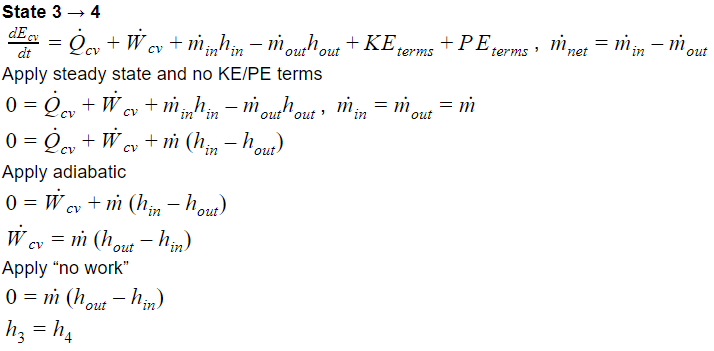 State 3 → 4
dE_cv/dt = Q̇_cv + Ẇ_cv + ṁ_in h_in − ṁ_out h_out + KE_terms + PE_terms , ṁ_net = ṁ_in − ṁ_out
Apply steady state and no KE/PE terms
0 = Q̇_cv + Ẇ_cv + ṁ_in h_in − ṁ_out h_out , ṁ_in = ṁ_out = ṁ
0 = Q̇_cv + Ẇ_cv + ṁ (h_in − h_out)
Apply adiabatic
0 = Ẇ_cv + ṁ (h_in − h_out)
Ẇ_cv = ṁ (h_out − h_in)
Apply “no work”
0 = ṁ (h_out − h_in)
h_3 = h_4